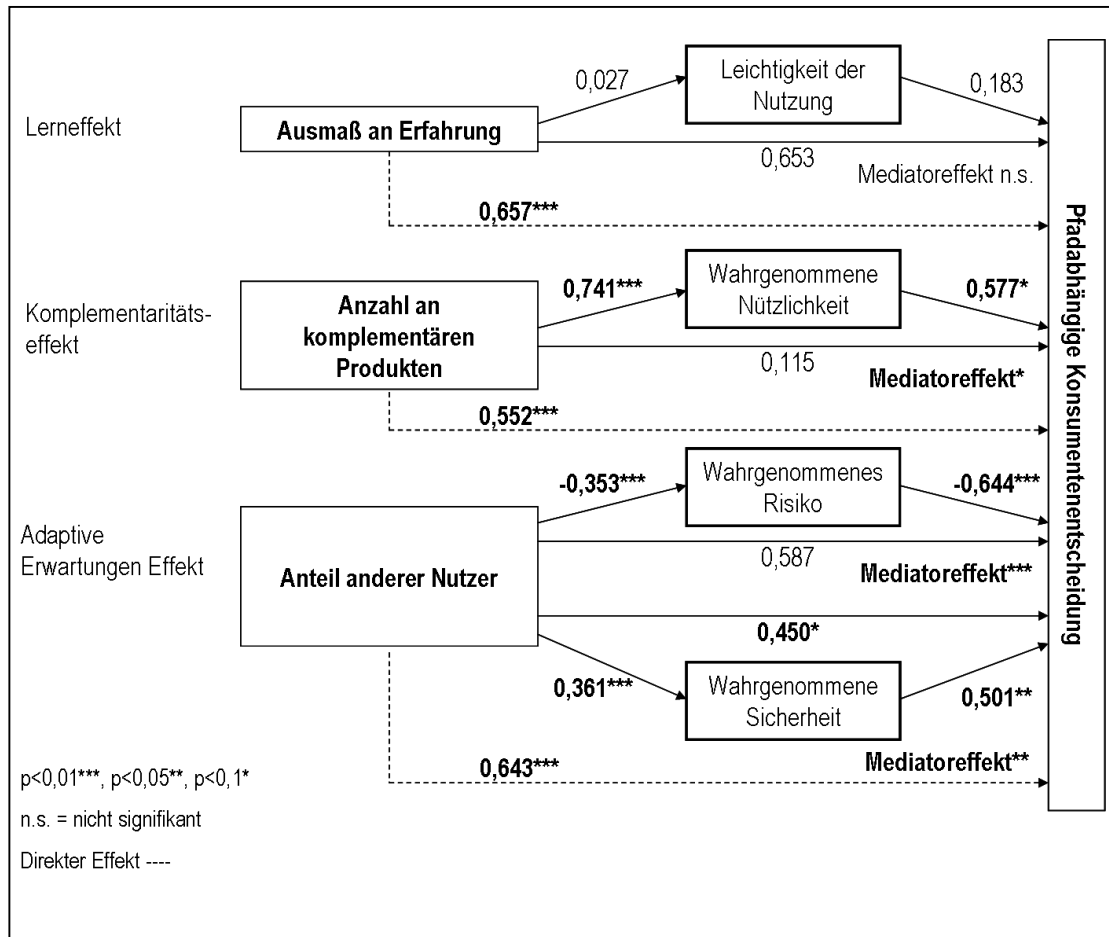 Lerneffekt
Ausmaß an Erfahrung
0,027
Leichtigkeit der
Nutzung
0,183
0,653
Mediatoreffekt n.s.
0,657***
Komplementaritäts-
effekt
Anzahl an
komplementären
Produkten
0,741***
Wahrgenommene
Nützlichkeit
0,577*
0,115
Mediatoreffekt*
0,552***
Adaptive
Erwartungen Effekt
Anteil anderer Nutzer
-0,353***
Wahrgenommenes
Risiko
-0,644***
0,587
Mediatoreffekt***
0,450*
0,361***
Wahrgenommene
Sicherheit
0,501**
Mediatoreffekt**
0,643***
Pfadabhängige Konsumentenentscheidung
p<0,01***, p<0,05**, p<0,1*
n.s. = nicht signifikant
Direkter Effekt ----